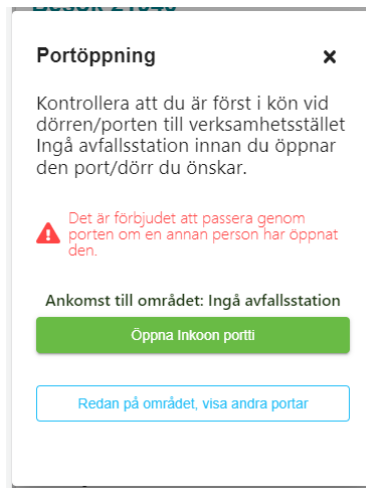 Portöppning
Kontrollera att du är först i kön vid
dörren/porten till verksamhetsstället
Ingå avfallsstation innan du öppnar
den port/dörr du önskar.
Det är förbjudet att passera genom
porten om en annan person har öppnat
den.
Ankomst till området: Ingå avfallsstation
Öppna Inkoon portti
Redan på området, visa andra portar